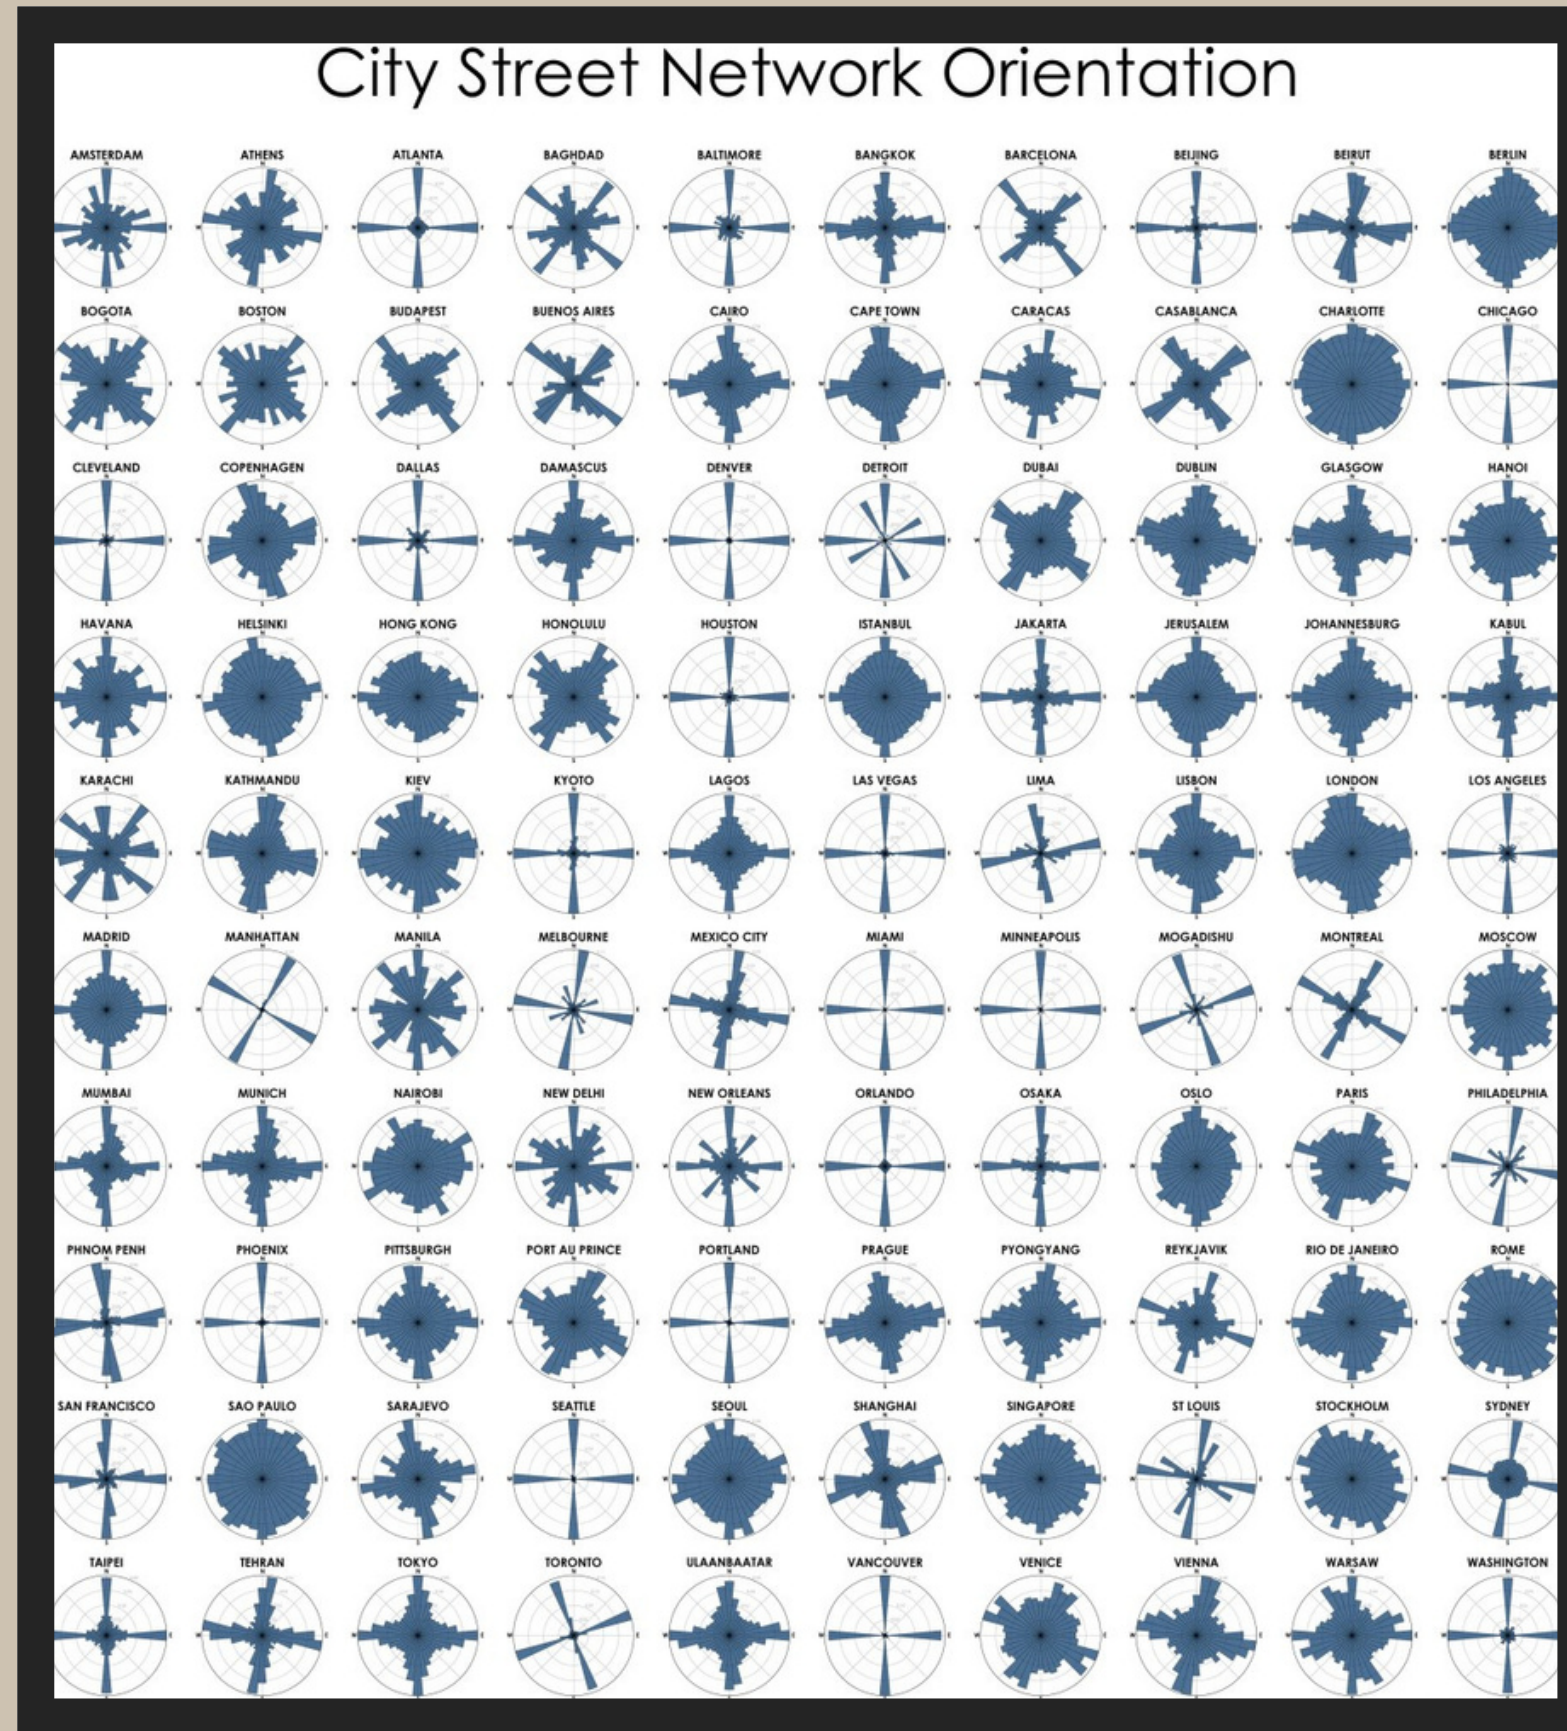 City Street Network Orientation
AMSTERDAM ATHENS ATLANTA BAGHDAD BALTIMORE BANGKOK BARCELONA BEIJING BEIRUT BERLIN
BOGOTA BOSTON BUDAPEST BUENOS AIRES CAIRO CAPE TOWN CARACAS CASABLANCA CHARLOTTE CHICAGO
CLEVELAND COPENHAGEN DALLAS DAMASCUS DENVER DETROIT DUBAI DUBLIN GLASGOW HANOI
HAVANA HELSINKI HONG KONG HONOLULU HOUSTON ISTANBUL JAKARTA JERUSALEM JOHANNESBURG KABUL
KARACHI KATHMANDU KIEV KYOTO LAGOS LAS VEGAS LIMA LISBON LONDON LOS ANGELES
MADRID MANHATTAN MANILA MELBOURNE MEXICO CITY MIAMI MINNEAPOLIS MOGADISHU MONTREAL MOSCOW
MUMBAI MUNICH NAIROBI NEW DELHI NEW ORLEANS ORLANDO OSAKA OSLO PARIS PHILADELPHIA
PHNOM PENH PHOENIX PITTSBURGH PORT AU PRINCE PORTLAND PRAGUE PYONGYANG REYKJAVIK RIO DE JANEIRO ROME
SAN FRANCISCO SAO PAULO SARAJEVO SEATTLE SEOUL SHANGHAI SINGAPORE ST LOUIS STOCKHOLM SYDNEY
TAIPEI TEHRAN TOKYO TORONTO ULAANBAATAR VANCOUVER VENICE VIENNA WARSAW WASHINGTON